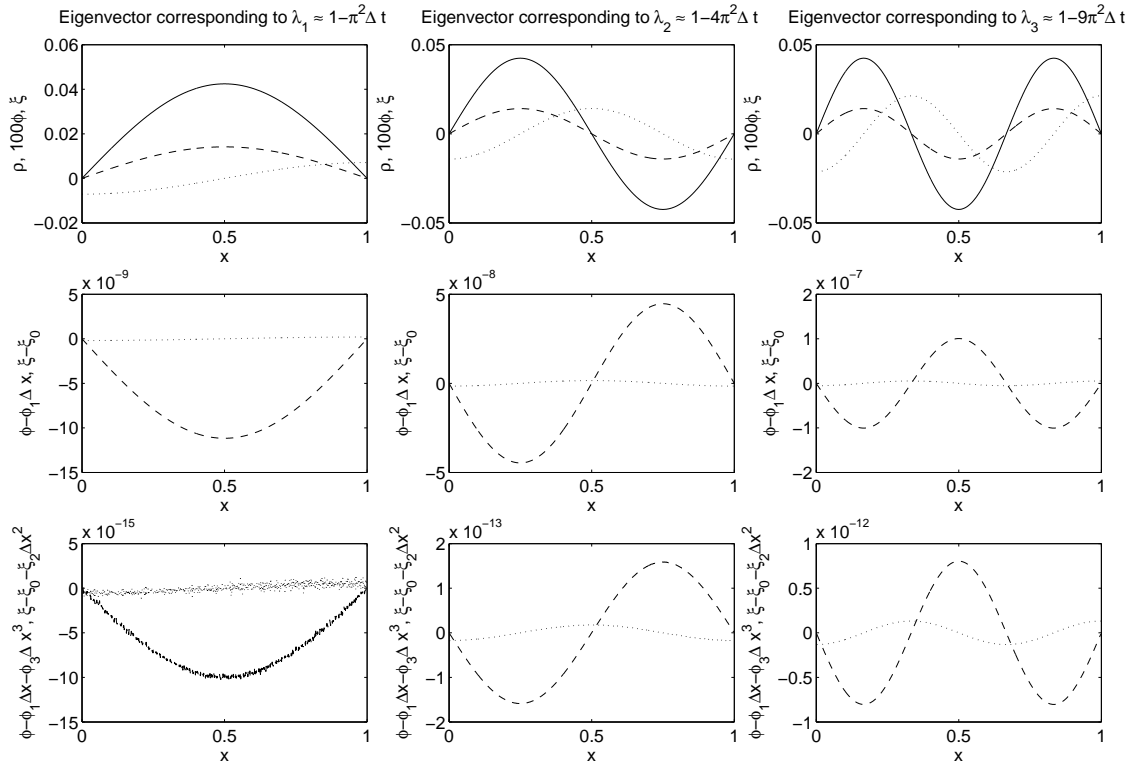 Eigenvector corresponding to λ₁ ≈ 1−π²Δ t
Eigenvector corresponding to λ₂ ≈ 1−4π²Δ t
Eigenvector corresponding to λ₃ ≈ 1−9π²Δ t
ρ, 100φ, ξ
0.06
0.04
0.02
0
−0.02
0 0.5 1
x
ρ, 100φ, ξ
0.05
0
−0.05
0 0.5 1
x
ρ, 100φ, ξ
0.05
0
−0.05
0 0.5 1
x
φ−φ₁Δ x, ξ−ξ₀
x 10⁻⁹
5
0
−5
−10
−15
0 0.5 1
x
φ−φ₁Δ x, ξ−ξ₀
x 10⁻⁸
5
0
−5
0 0.5 1
x
φ−φ₁Δ x, ξ−ξ₀
x 10⁻⁷
2
1
0
−1
−2
0 0.5 1
x
φ−φ₁Δx−φ₃Δ x³, ξ−ξ₀−ξ₂Δx²
x 10⁻¹⁵
5
0
−5
−10
−15
0 0.5 1
x
φ−φ₁Δx−φ₃Δ x³, ξ−ξ₀−ξ₂Δx²
x 10⁻¹³
2
1
0
−1
−2
0 0.5 1
x
φ−φ₁Δx−φ₃Δ x³, ξ−ξ₀−ξ₂Δx²
x 10⁻¹²
1
0.5
0
−0.5
−1
0 0.5 1
x